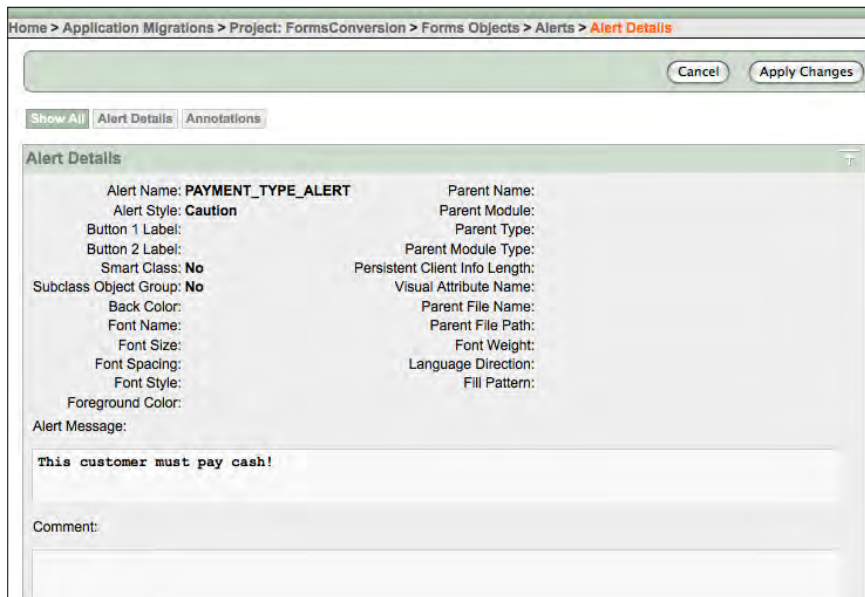 Home > Application Migrations > Project: FormsConversion > Forms Objects > Alerts > Alert Details
Cancel Apply Changes
Show All Alert Details Annotations
Alert Details
Alert Name: PAYMENT_TYPE_ALERT Parent Name:
Alert Style: Caution Parent Module:
Button 1 Label: Parent Type:
Button 2 Label: Parent Module Type:
Smart Class: No Persistent Client Info Length:
Subclass Object Group: No Visual Attribute Name:
Back Color: Parent File Name:
Font Name: Parent File Path:
Font Size: Font Weight:
Font Spacing: Language Direction:
Font Style: Fill Pattern:
Foreground Color:
Alert Message:
This customer must pay cash!
Comment: